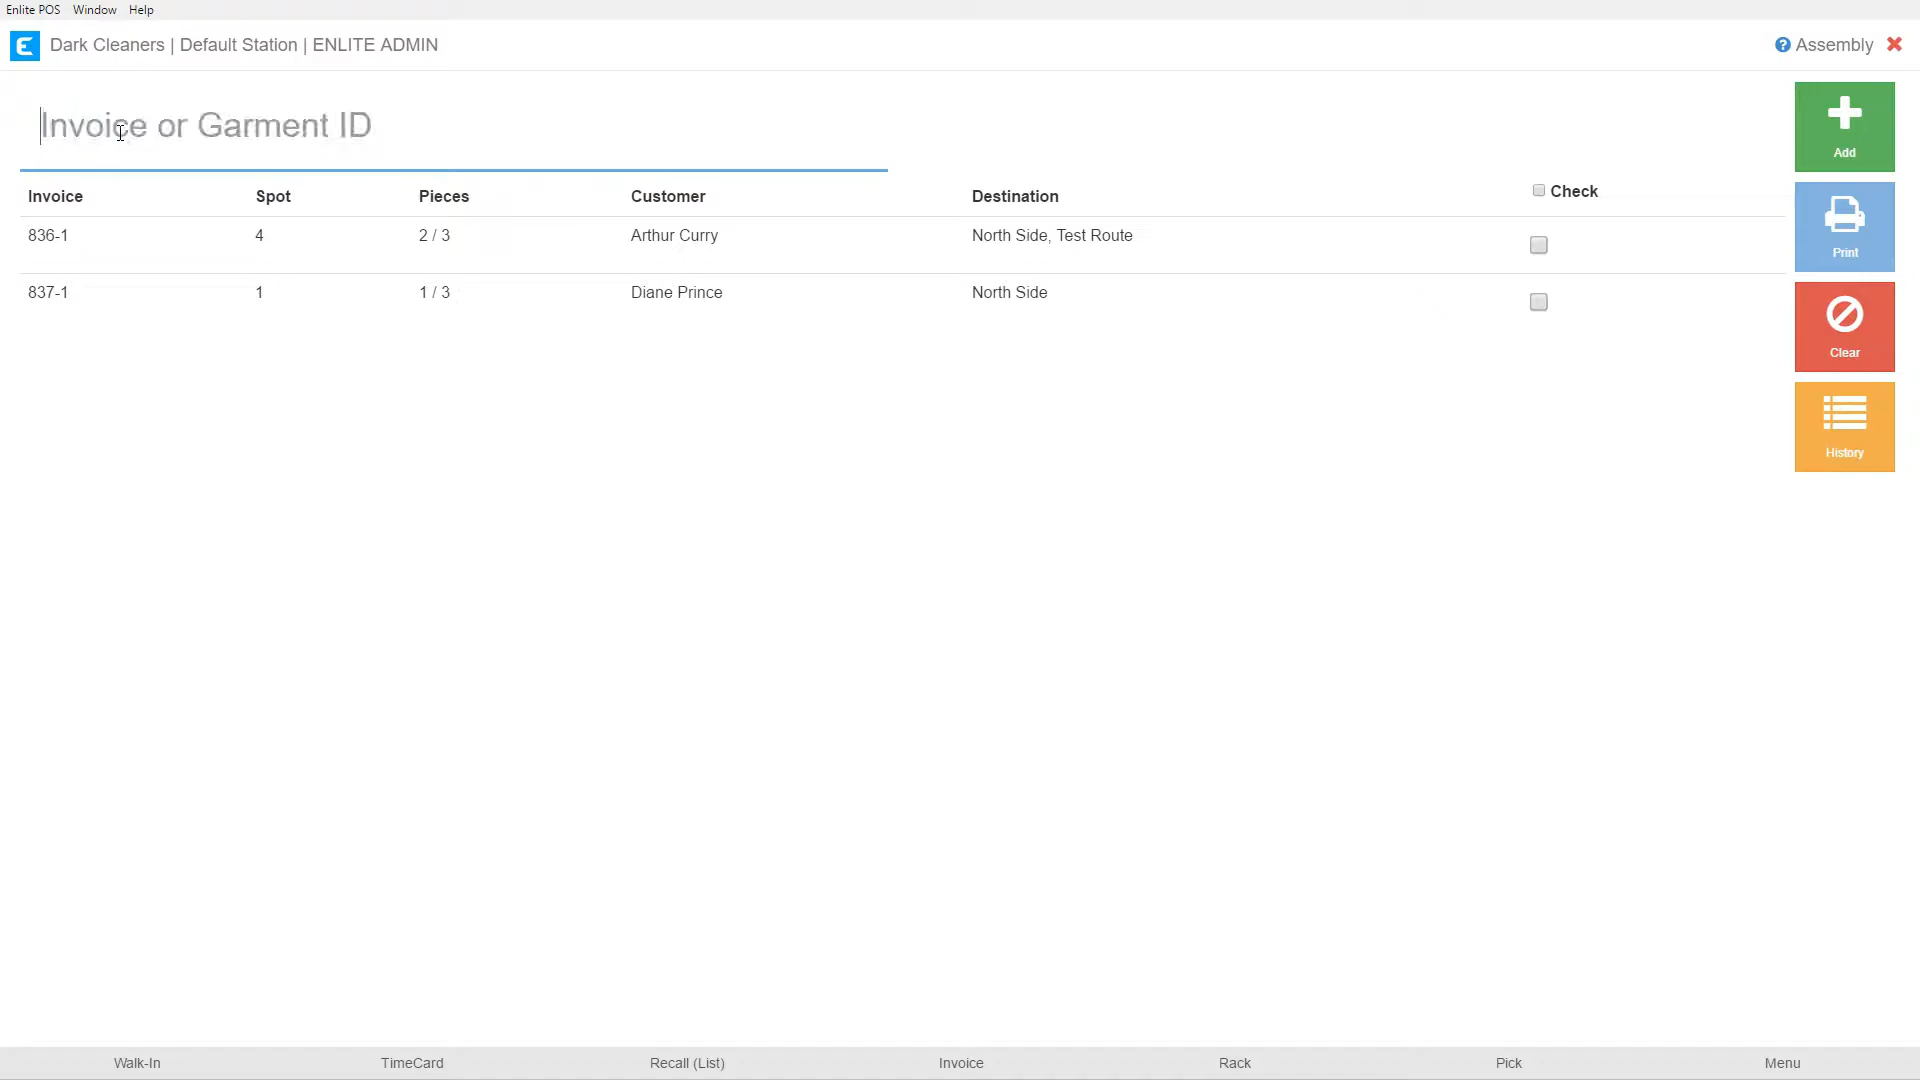 Enlite POS Window Help
Dark Cleaners | Default Station | ENLITE ADMIN
Assembly
Invoice or Garment ID
Add
Invoice Spot Pieces Customer Destination Check
836-1 4 2 / 3 Arthur Curry North Side, Test Route
Print
837-1 1 1 / 3 Diane Prince North Side
Clear
History
Walk-In TimeCard Recall (List) Invoice Rack Pick Menu